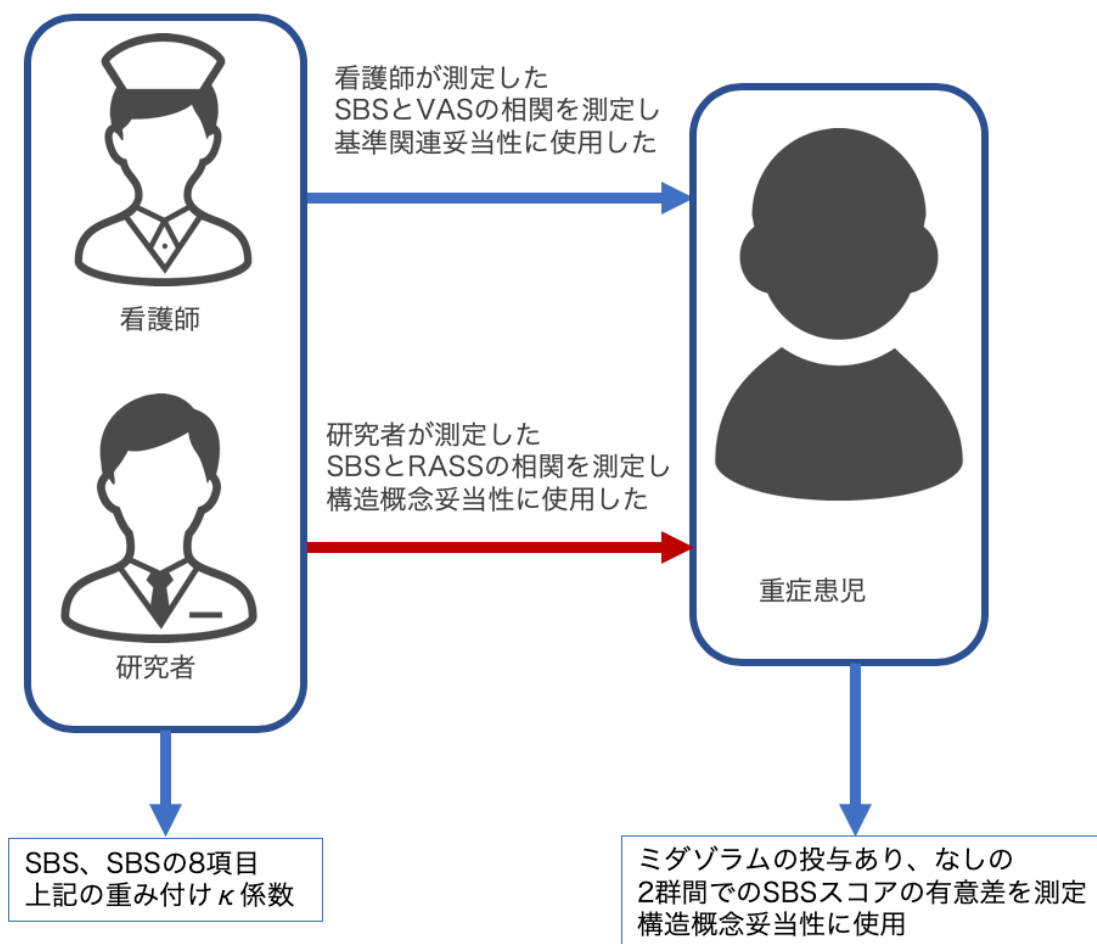 看護師が測定した
SBSとVASの相関を測定し
基準関連妥当性に使用した
看護師
研究者が測定した
SBSとRASSの相関を測定し
構造概念妥当性に使用した
重症患児
研究者
SBS、SBSの8項目
上記の重み付けκ係数
ミダゾラムの投与あり、なしの
2群間でのSBSスコアの有意差を測定
構造概念妥当性に使用